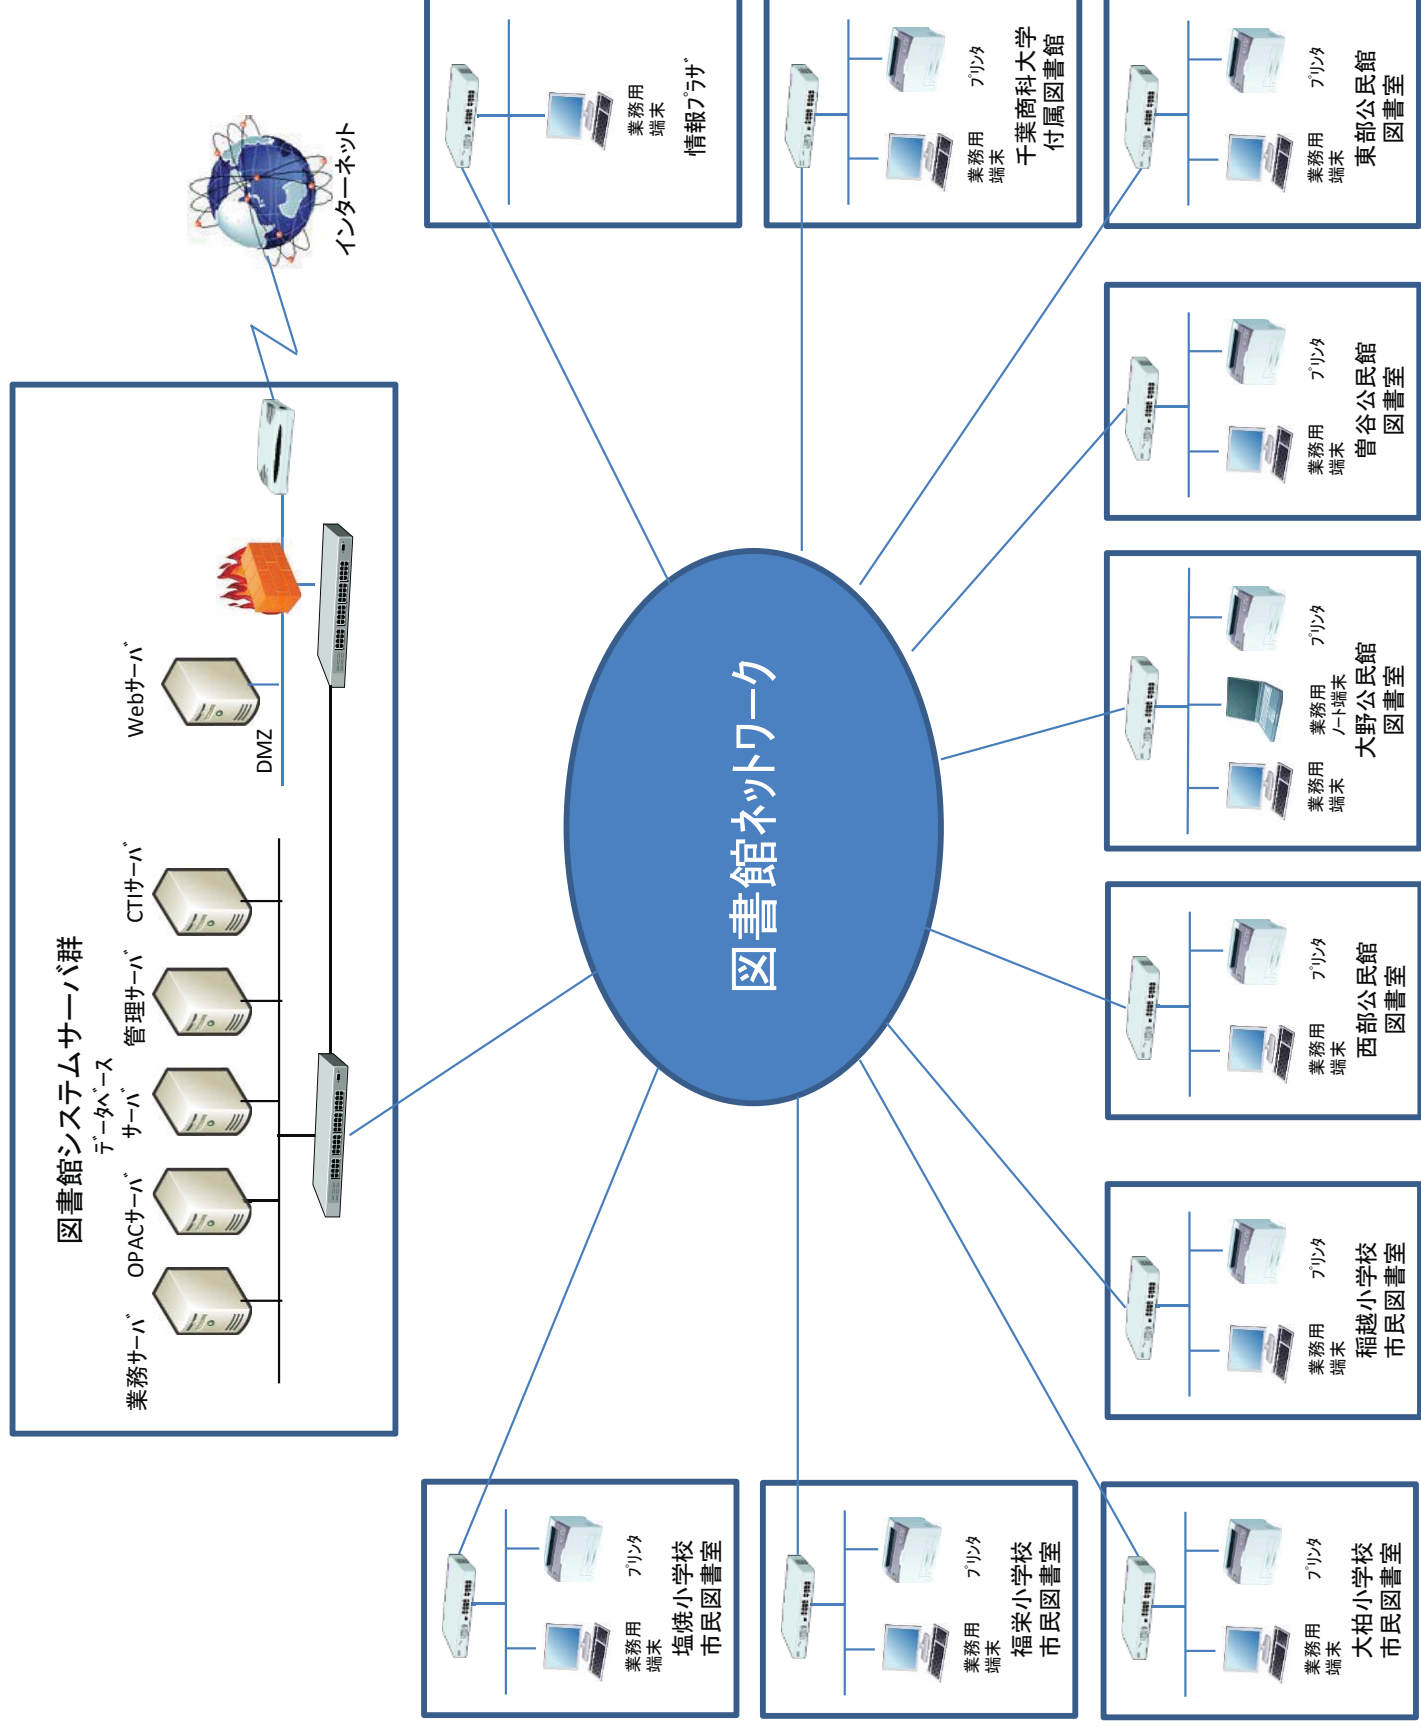 図書館システムサーバ群
業務サーバ
OPACサーバ
データベース
サーバ
管理サーバ
CTIサーバ
Webサーバ
DMZ
インターネット
図書館ネットワーク
業務用
端末
プリンタ
塩焼小学校
市民図書室
業務用
端末
情報プラザ
業務用
端末
プリンタ
福栄小学校
市民図書室
業務用
端末
プリンタ
千葉商科大学
付属図書館
業務用
端末
プリンタ
大柏小学校
市民図書室
業務用
端末
プリンタ
稲越小学校
市民図書室
業務用
端末
プリンタ
西部公民館
図書室
業務用
端末
業務用
ノート端末
プリンタ
大野公民館
図書室
業務用
端末
プリンタ
曽谷公民館
図書室
業務用
端末
プリンタ
東部公民館
図書室